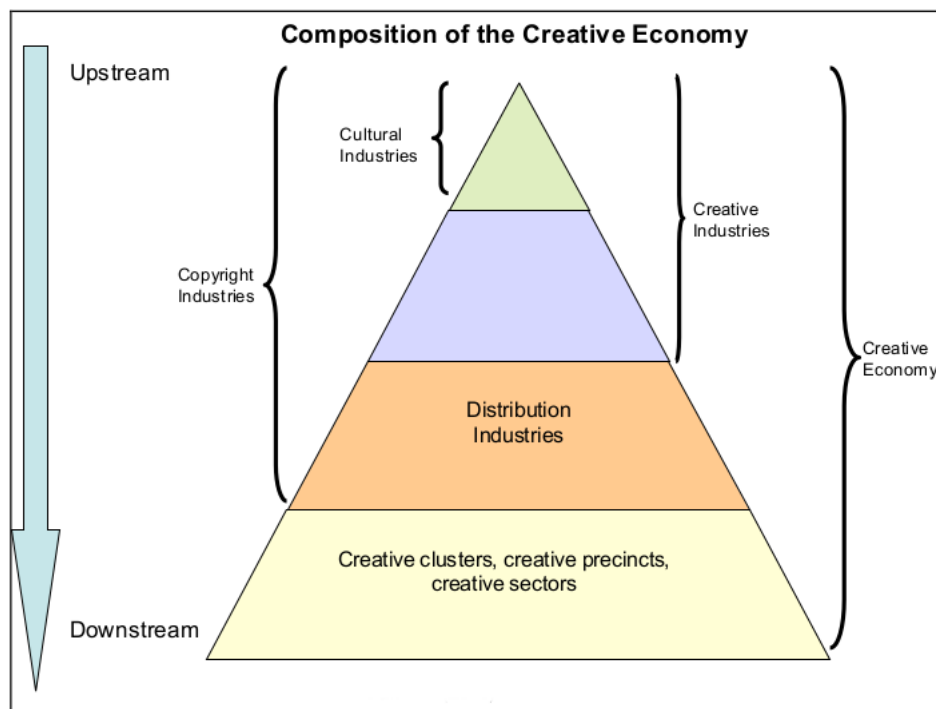 Composition of the Creative Economy
Upstream
Cultural
Industries
Creative
Industries
Copyright
Industries
Creative
Economy
Distribution
Industries
Creative clusters, creative precincts,
creative sectors
Downstream